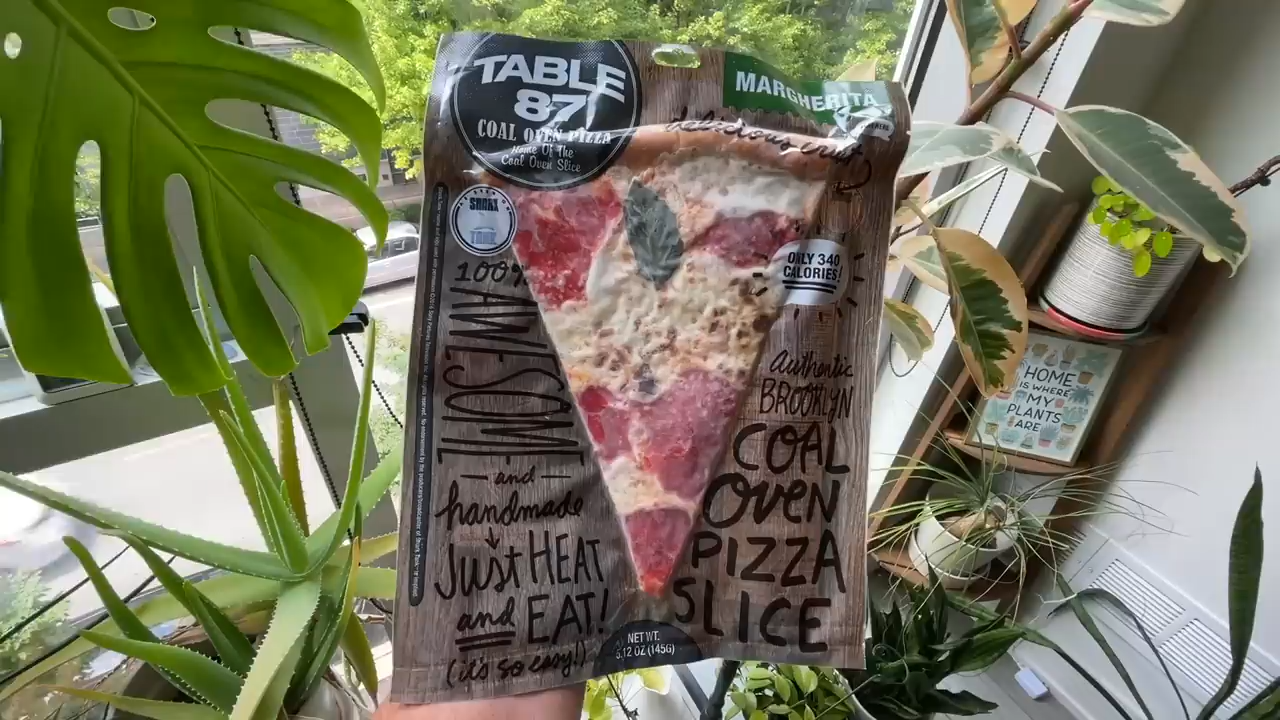 TABLE
87
COAL OVEN PIZZA
Home Of The
Coal Oven Slice
MARGHERITA
delicious crust
SHARK
TANK
100%
AWESOME
and
handmade
Just HEAT
and EAT!
(it's so easy!)
ONLY 340
CALORIES!
Authentic
BROOKLYN
COAL
Oven
PIZZA
SLICE
NET WT.
5.12 OZ (145G)
HOME
IS WHERE
MY
PLANTS
ARE